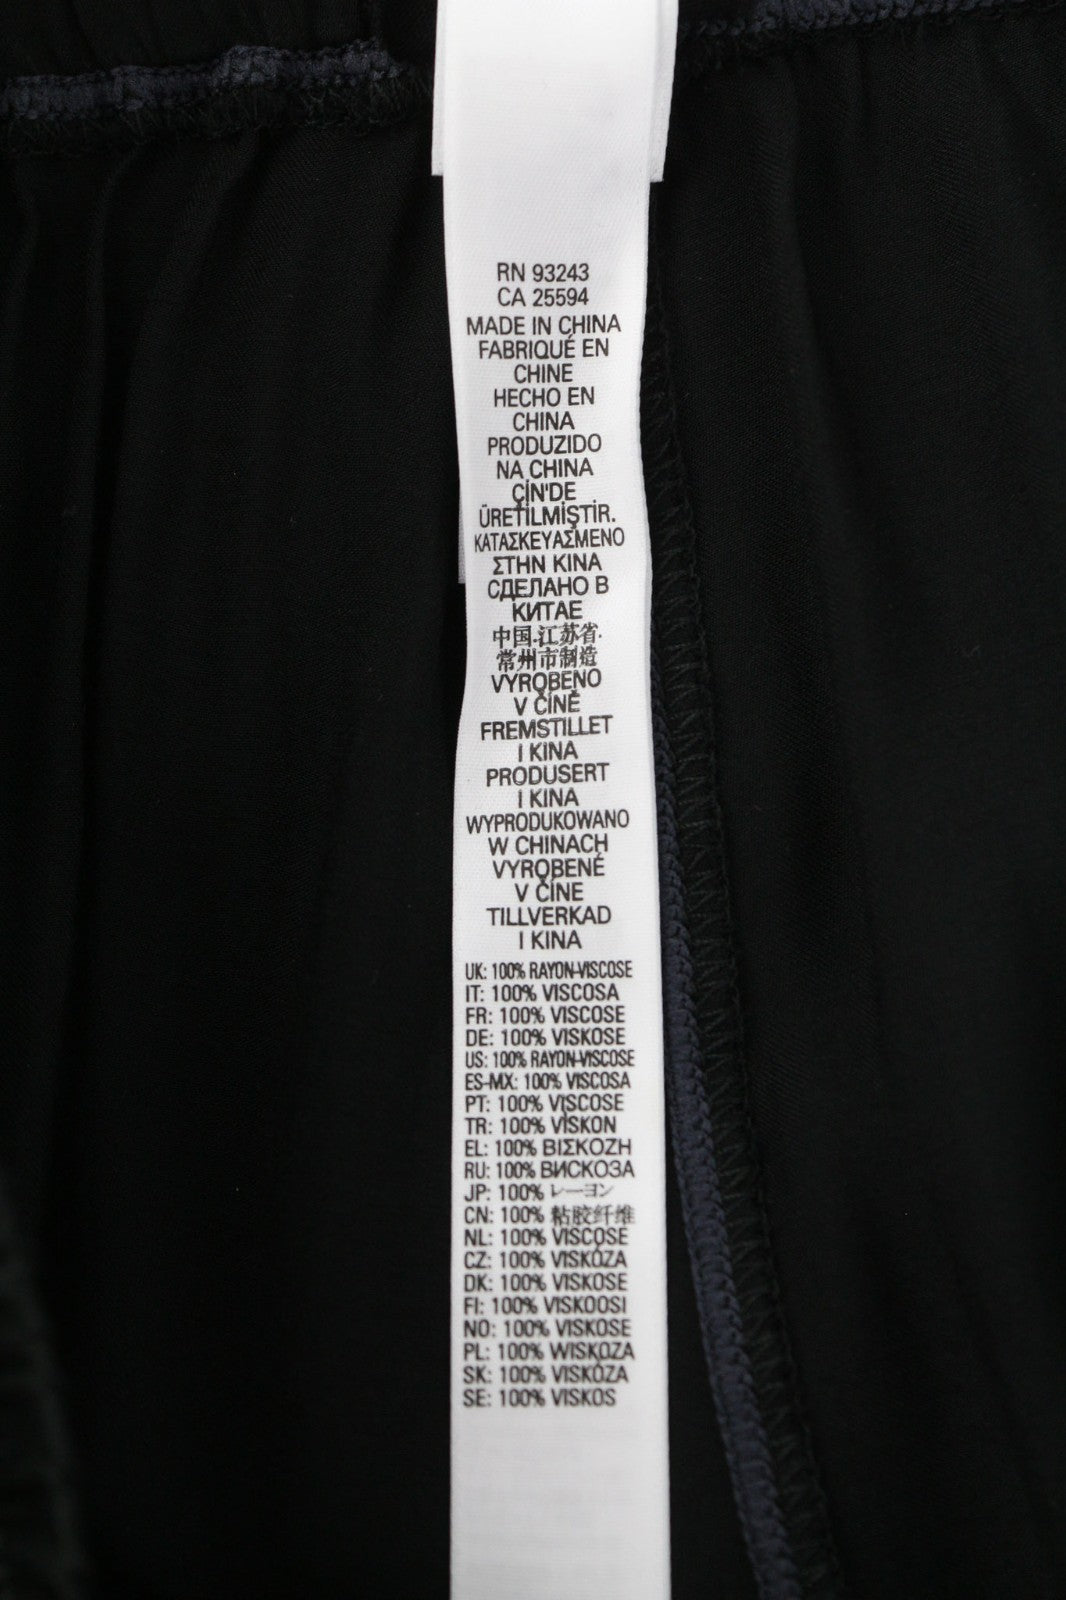 RN 93243
CA 25594
MADE IN CHINA
FABRIQUÉ EN
CHINE
HECHO EN
CHINA
PRODUZIDO
NA CHINA
ÇİN'DE
ÜRETİLMİŞTİR.
ΚΑΤΑΣΚΕΥΑΣΜΕΝΟ
ΣΤΗΝ ΚΙΝΑ
СДЕЛАНО В
КИТАЕ
中国.江苏省.
常州市制造
VYROBENO
V ČÍNĚ
FREMSTILLET
I KINA
PRODUSERT
I KINA
WYPRODUKOWANO
W CHINACH
VYROBENÉ
V ČÍNE
TILLVERKAD
I KINA
UK: 100% RAYON-VISCOSE
IT: 100% VISCOSA
FR: 100% VISCOSE
DE: 100% VISKOSE
US: 100% RAYON-VISCOSE
ES-MX: 100% VISCOSA
PT: 100% VISCOSE
TR: 100% VİSKON
EL: 100% ΒΙΣΚΟΖΗ
RU: 100% ВИСКОЗА
JP: 100% レーヨン
CN: 100% 粘胶纤维
NL: 100% VISCOSE
CZ: 100% VISKÓZA
DK: 100% VISKOSE
FI: 100% VISKOOSI
NO: 100% VISKOSE
PL: 100% WISKOZA
SK: 100% VISKÓZA
SE: 100% VISKOS